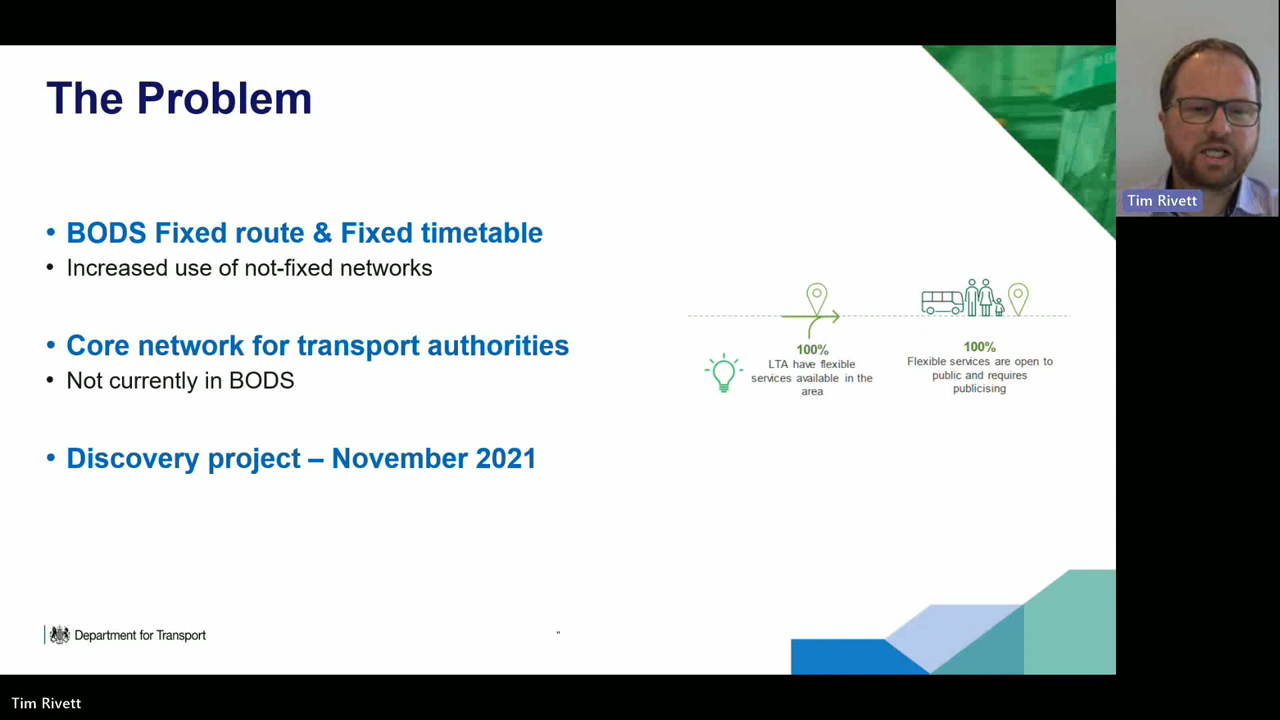 The Problem
• BODS Fixed route & Fixed timetable
• Increased use of not-fixed networks
• Core network for transport authorities
• Not currently in BODS
• Discovery project – November 2021
100%
LTA have flexible
services available in the
area
100%
Flexible services are open to
public and requires
publicising
Department for Transport
"
Tim Rivett
Tim Rivett